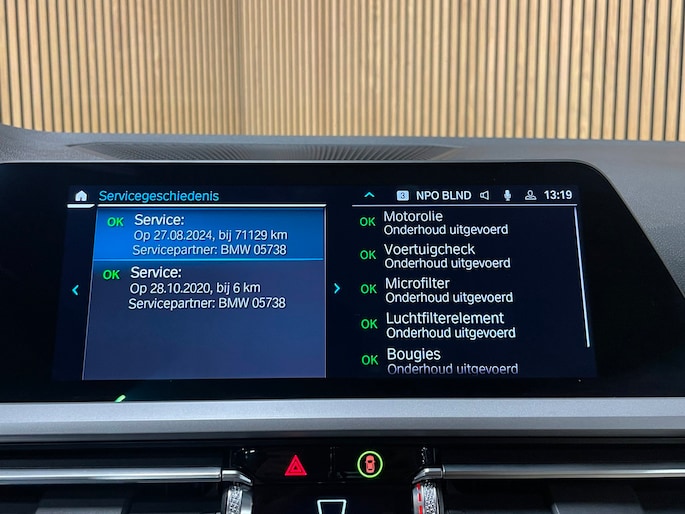 Servicegeschiedenis
3 NPO BLND 13:19
OK Service:
Op 27.08.2024, bij 71129 km
Servicepartner: BMW 05738
OK Service:
Op 28.10.2020, bij 6 km
Servicepartner: BMW 05738
OK Motorolie
Onderhoud uitgevoerd
OK Voertuigcheck
Onderhoud uitgevoerd
OK Microfilter
Onderhoud uitgevoerd
OK Luchtfilterelement
Onderhoud uitgevoerd
OK Bougies
Onderhoud uitgevoerd